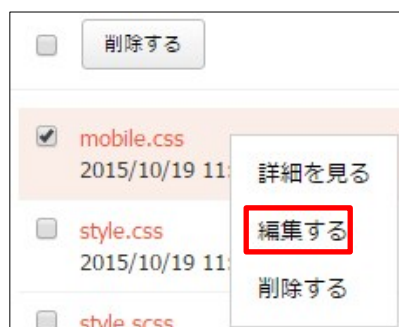 削除する
mobile.css
2015/10/19 11:
詳細を見る
style.css
編集する
2015/10/19 11:
削除する
style.scss